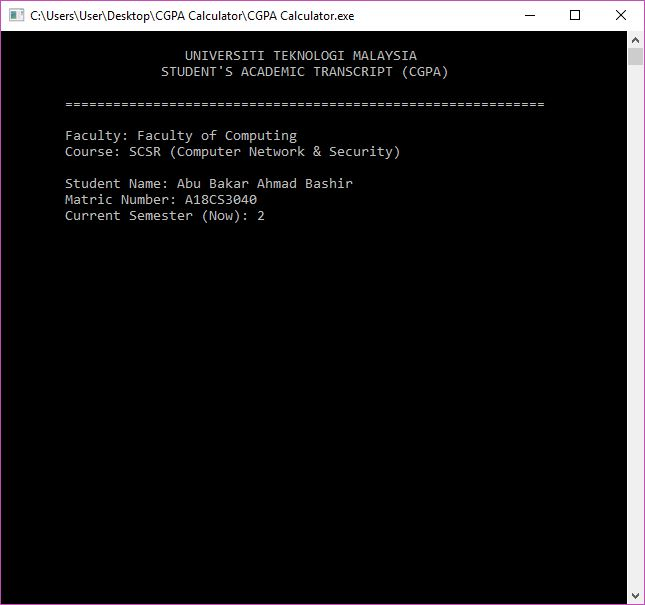 C:\Users\User\Desktop\CGPA Calculator\CGPA Calculator.exe
UNIVERSITI TEKNOLOGI MALAYSIA
STUDENT'S ACADEMIC TRANSCRIPT (CGPA)
============================================================
Faculty: Faculty of Computing
Course: SCSR (Computer Network & Security)
Student Name: Abu Bakar Ahmad Bashir
Matric Number: A18CS3040
Current Semester (Now): 2